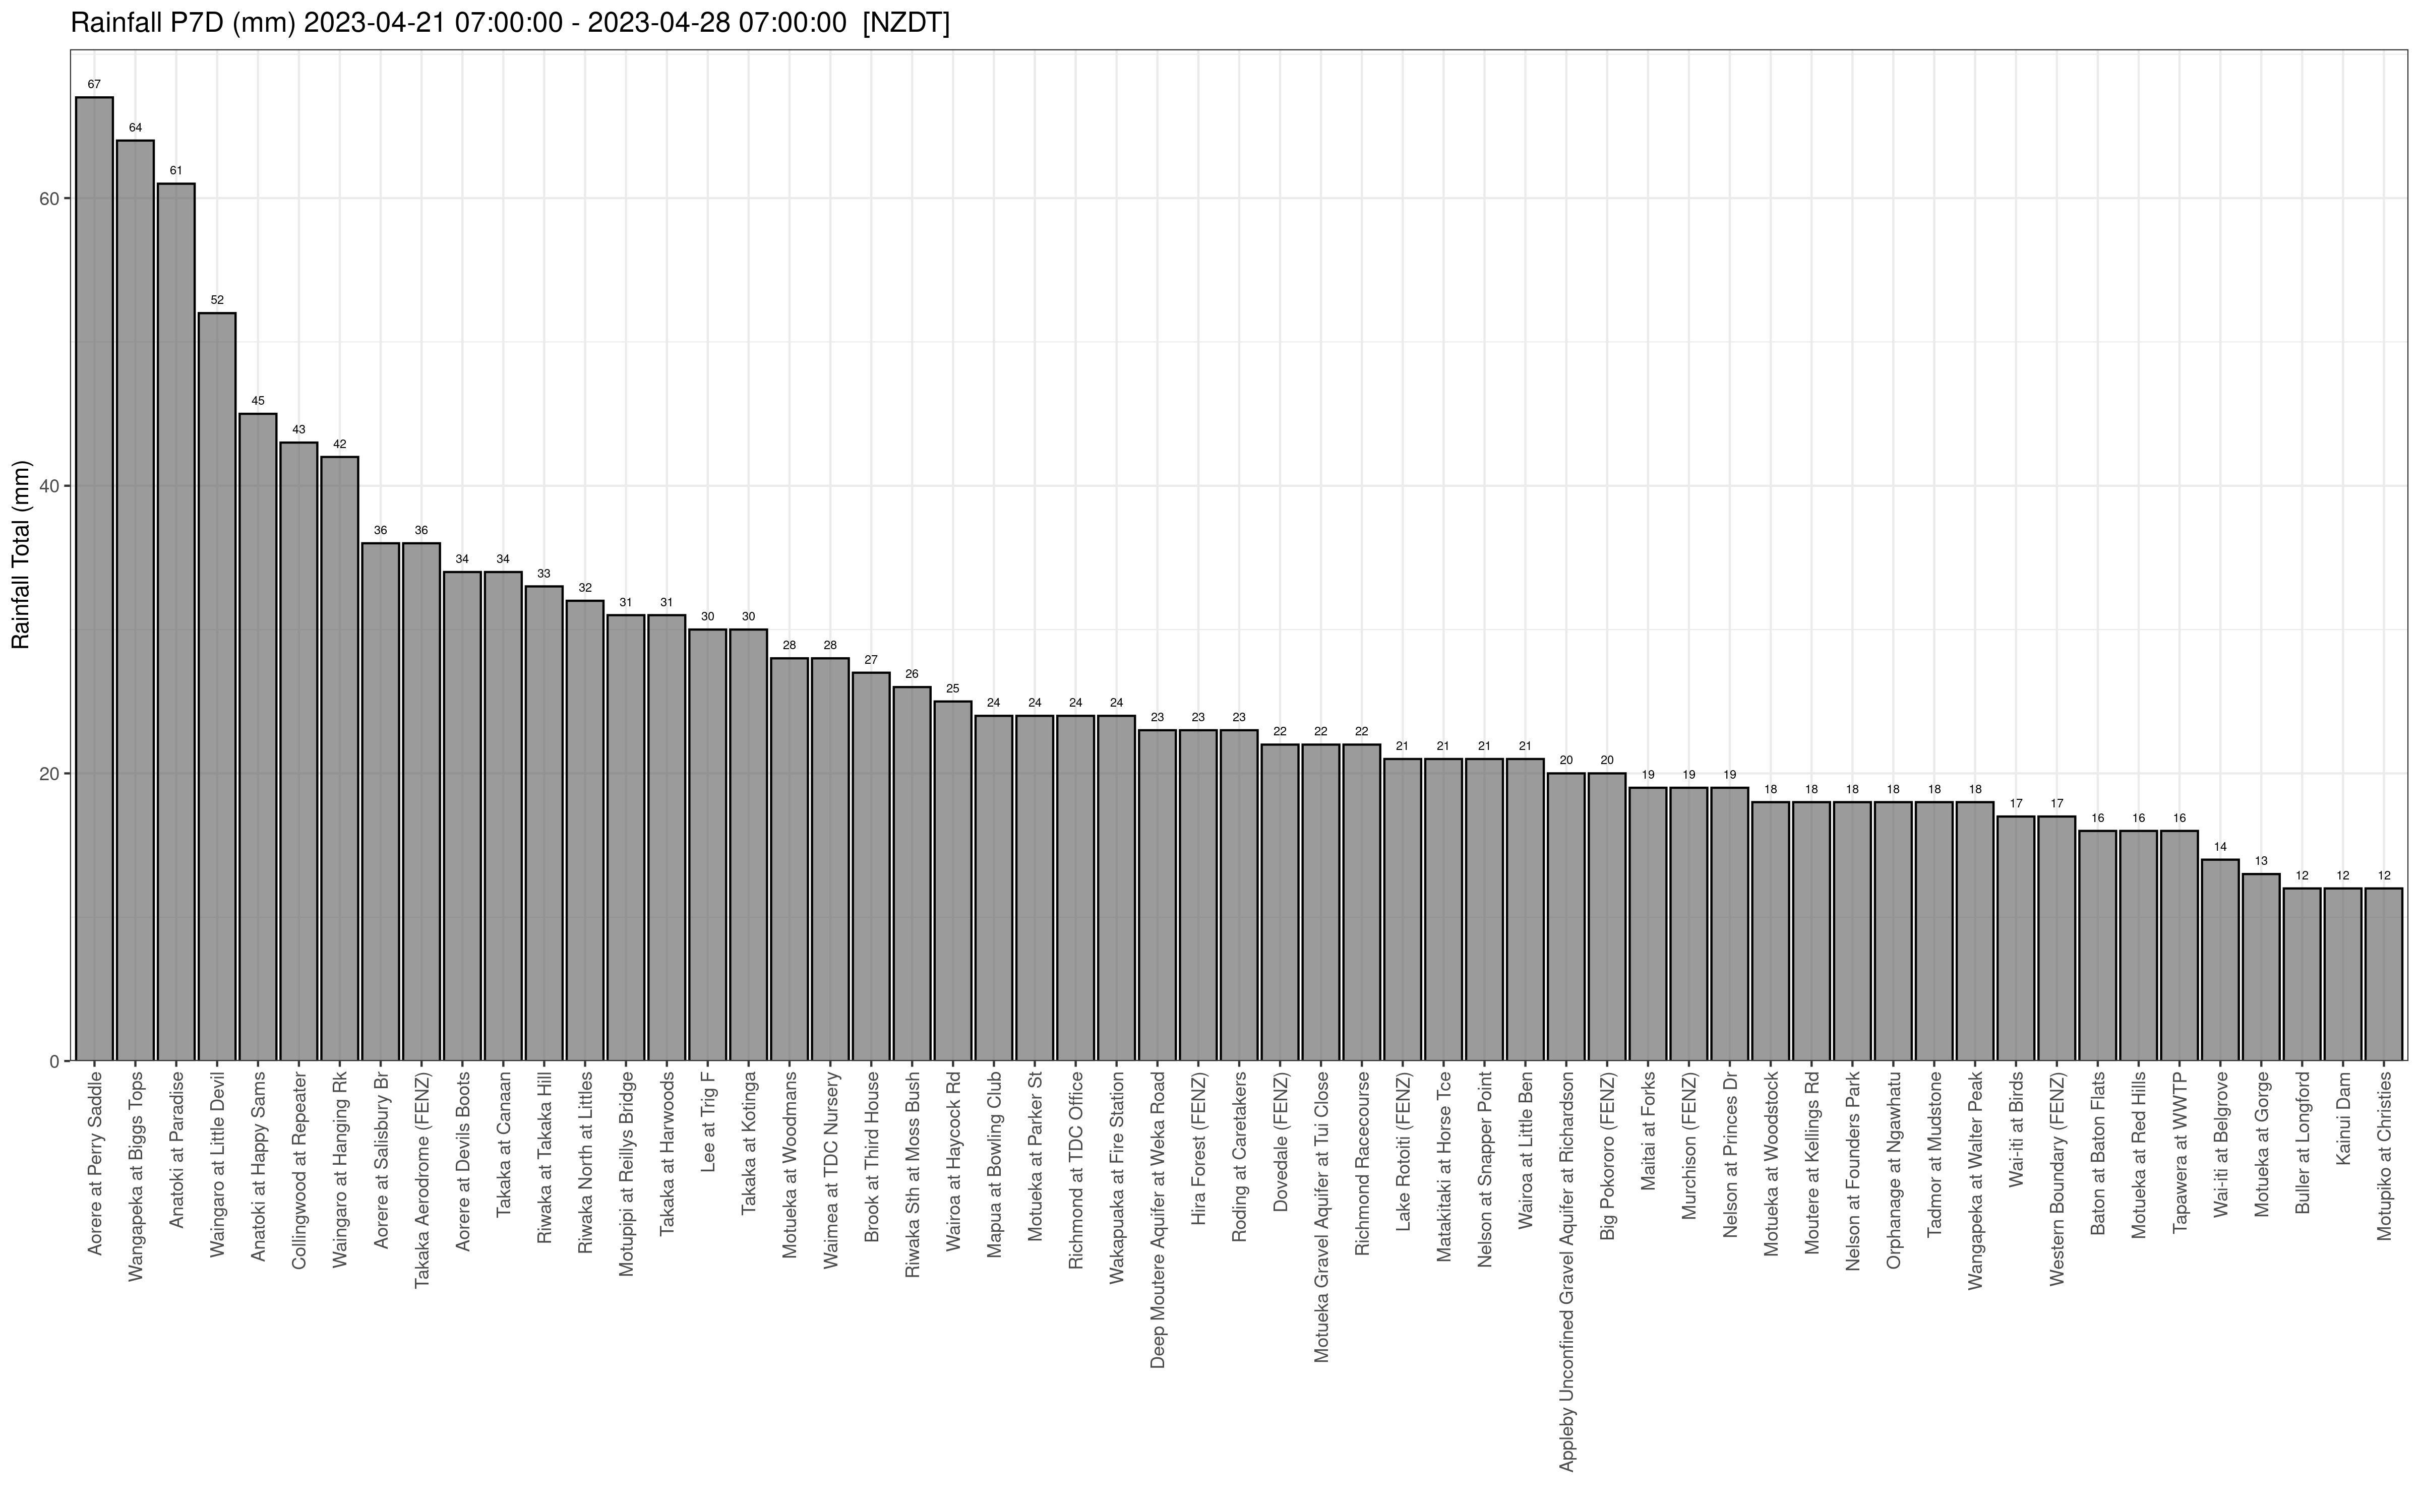 Rainfall P7D (mm) 2023-04-21 07:00:00 - 2023-04-28 07:00:00 [NZDT]
Rainfall Total (mm)
60
40
20
0
67
64
61
52
45
43
42
36
36
34
34
33
32
31
31
30
30
28
28
27
26
25
24
24
24
24
23
23
23
22
22
22
21
21
21
21
20
20
19
19
19
18
18
18
18
18
18
17
17
16
16
16
14
13
12
12
12
Aorere at Perry Saddle
Wangapeka at Biggs Tops
Anatoki at Paradise
Waingaro at Little Devil
Anatoki at Happy Sams
Collingwood at Repeater
Waingaro at Hanging Rk
Aorere at Salisbury Br
Takaka Aerodrome (FENZ)
Aorere at Devils Boots
Takaka at Canaan
Riwaka at Takaka Hill
Riwaka North at Littles
Motupipi at Reillys Bridge
Takaka at Harwoods
Lee at Trig F
Takaka at Kotinga
Motueka at Woodmans
Waimea at TDC Nursery
Brook at Third House
Riwaka Sth at Moss Bush
Wairoa at Haycock Rd
Mapua at Bowling Club
Motueka at Parker St
Richmond at TDC Office
Wakapuaka at Fire Station
Deep Moutere Aquifer at Weka Road
Hira Forest (FENZ)
Roding at Caretakers
Dovedale (FENZ)
Motueka Gravel Aquifer at Tui Close
Richmond Racecourse
Lake Rotoiti (FENZ)
Matakitaki at Horse Tce
Nelson at Snapper Point
Wairoa at Little Ben
Appleby Unconfined Gravel Aquifer at Richardson
Big Pokororo (FENZ)
Maitai at Forks
Murchison (FENZ)
Nelson at Princes Dr
Motueka at Woodstock
Moutere at Kellings Rd
Nelson at Founders Park
Orphanage at Ngawhatu
Tadmor at Mudstone
Wangapeka at Walter Peak
Wai-iti at Birds
Western Boundary (FENZ)
Baton at Baton Flats
Motueka at Red Hills
Tapawera at WWTP
Wai-iti at Belgrove
Motueka at Gorge
Buller at Longford
Kainui Dam
Motupiko at Christies